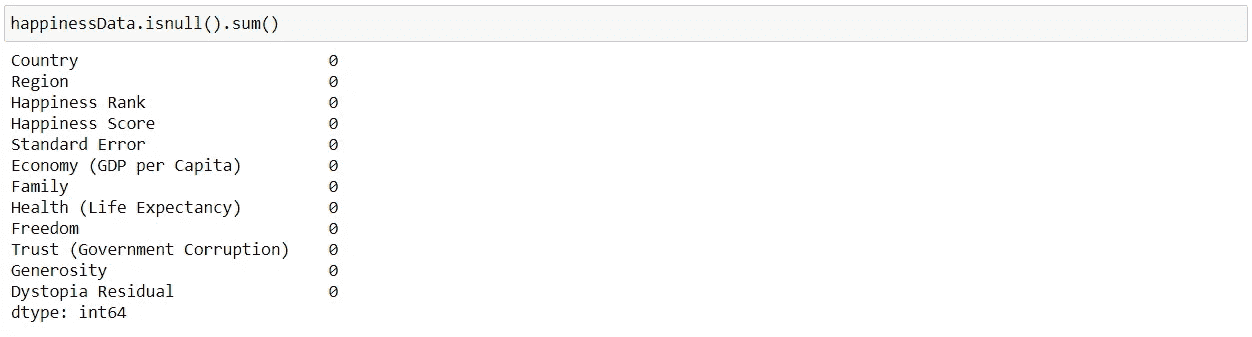 happinessData.isnull().sum()
Country 0
Region 0
Happiness Rank 0
Happiness Score 0
Standard Error 0
Economy (GDP per Capita) 0
Family 0
Health (Life Expectancy) 0
Freedom 0
Trust (Government Corruption) 0
Generosity 0
Dystopia Residual 0
dtype: int64